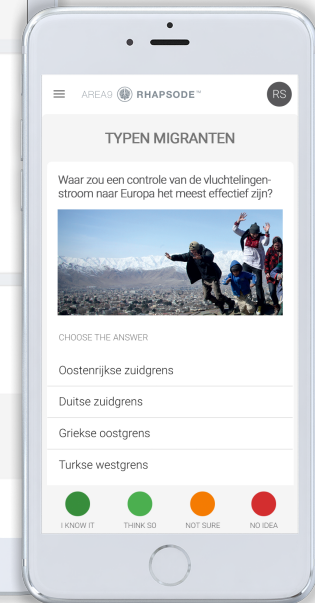 AREA9 RHAPSODE™
RS
TYPEN MIGRANTEN
Waar zou een controle van de vluchtelingen-
stroom naar Europa het meest effectief zijn?
CHOOSE THE ANSWER
Oostenrijkse zuidgrens
Duitse zuidgrens
Griekse oostgrens
Turkse westgrens
I KNOW IT THINK SO NOT SURE NO IDEA